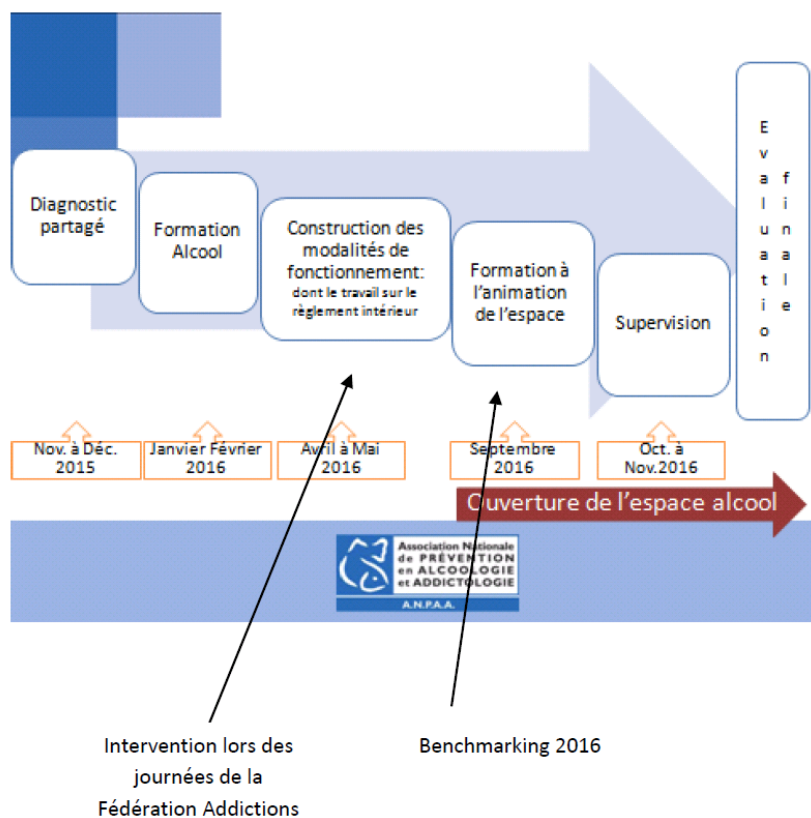 Diagnostic
partagé
Formation
Alcool
Construction des
modalités de
fonctionnement:
dont le travail sur le
règlement intérieur
Formation à
l'animation
de l'espace
Supervision
Evaluation
finale
Nov. à Déc.
2015
Janvier Février
2016
Avril à Mai
2016
Septembre
2016
Oct. à
Nov.2016
Ouverture de l'espace alcool
Association Nationale
de PRÉVENTION
en ALCOOLOGIE
et ADDICTOLOGIE
A.N.P.A.A.
Intervention lors des
journées de la
Fédération Addictions
Benchmarking 2016